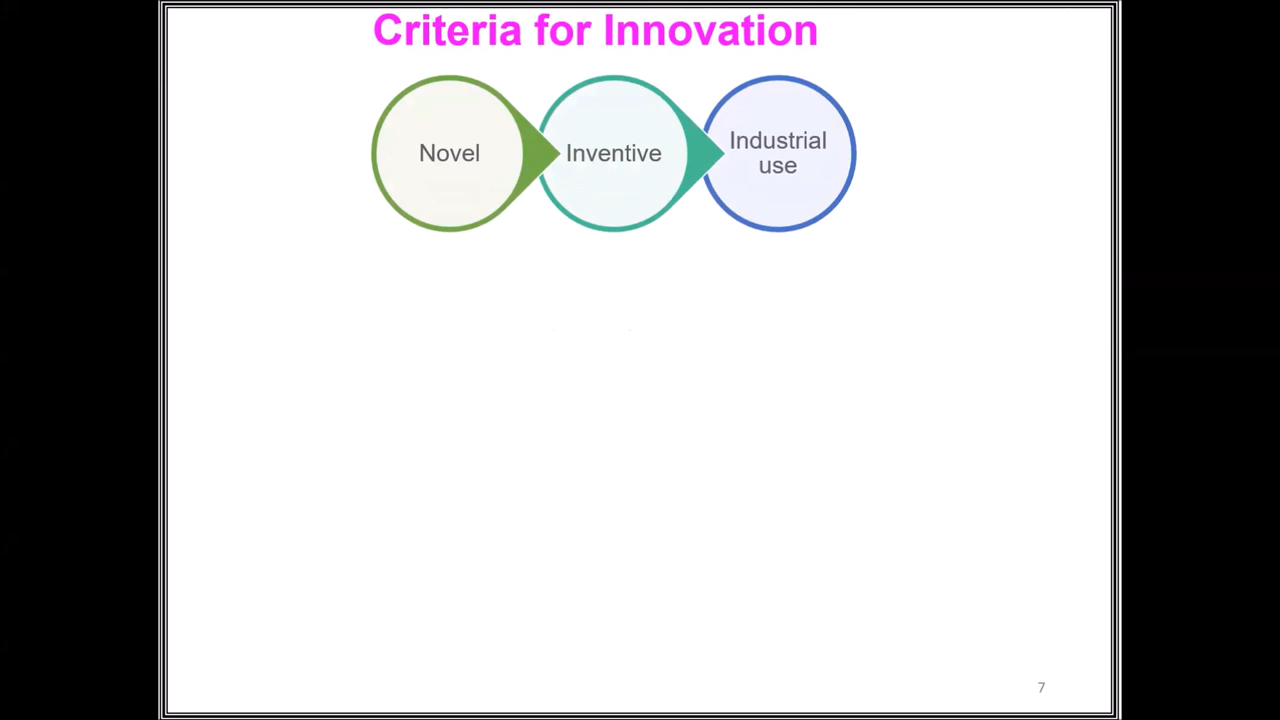 Criteria for Innovation
Novel
Inventive
Industrial
use
7